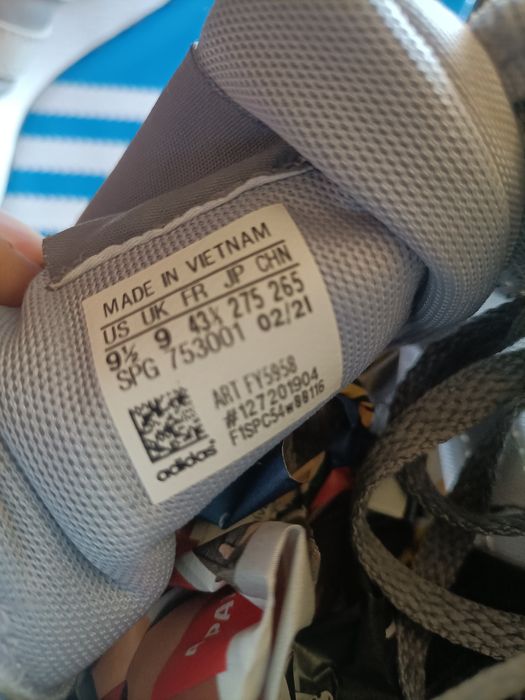 MADE IN VIETNAM
US UK FR JP CHN
9½ 9 43⅓ 275 265
SPG 753001 02/21
ART FY5958
#127201904
F1SPC54W88116
adidas